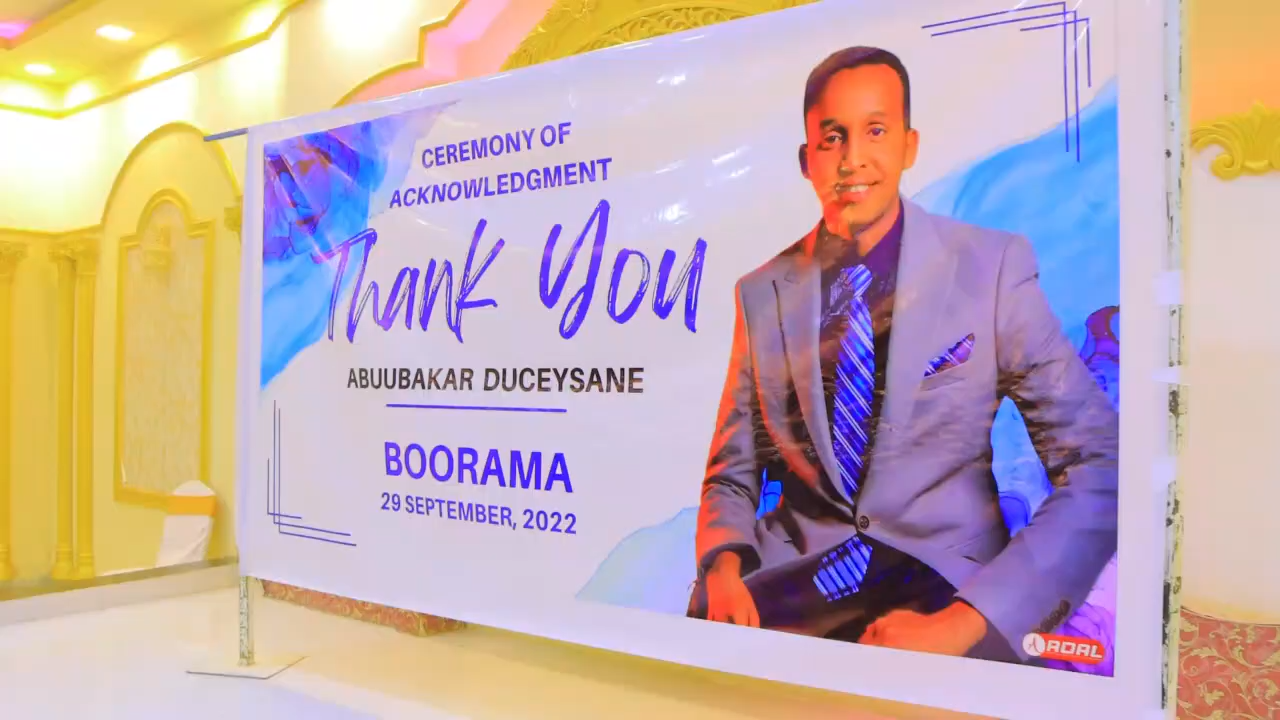 CEREMONY OF
ACKNOWLEDGMENT
Thank You
ABUUBAKAR DUCEYSANE
BOORAMA
29 SEPTEMBER, 2022
ADAL